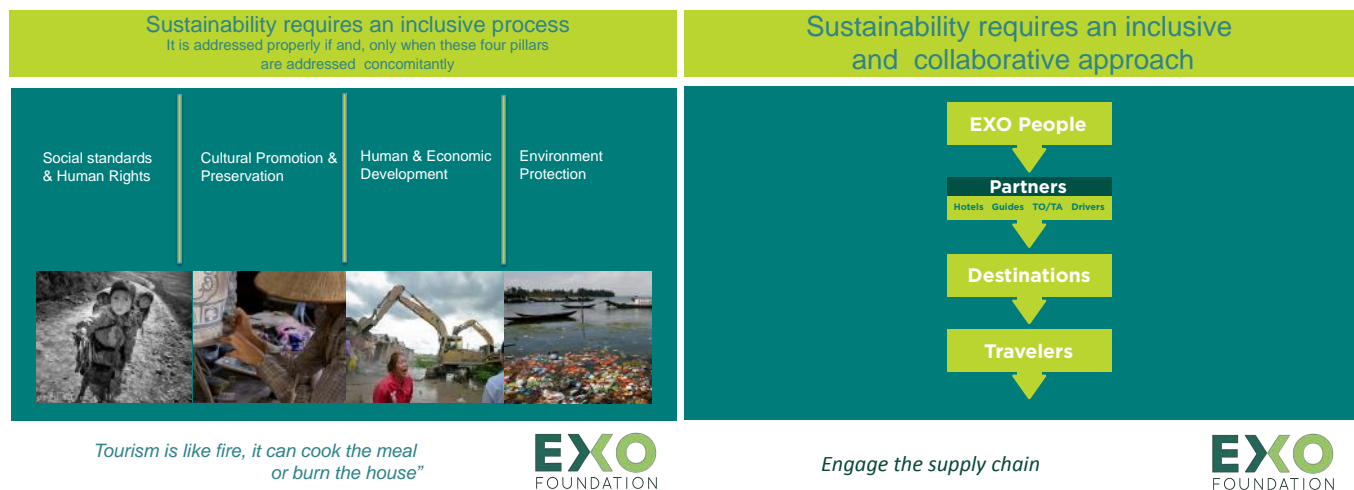 Sustainability requires an inclusive process
It is addressed properly if and, only when these four pillars
are addressed concomitantly
Social standards
& Human Rights
Cultural Promotion &
Preservation
Human & Economic
Development
Environment
Protection
Tourism is like fire, it can cook the meal
or burn the house”
EXO
FOUNDATION
Sustainability requires an inclusive
and collaborative approach
EXO People
Partners
Hotels Guides TO/TA Drivers
Destinations
Travelers
Engage the supply chain
EXO
FOUNDATION